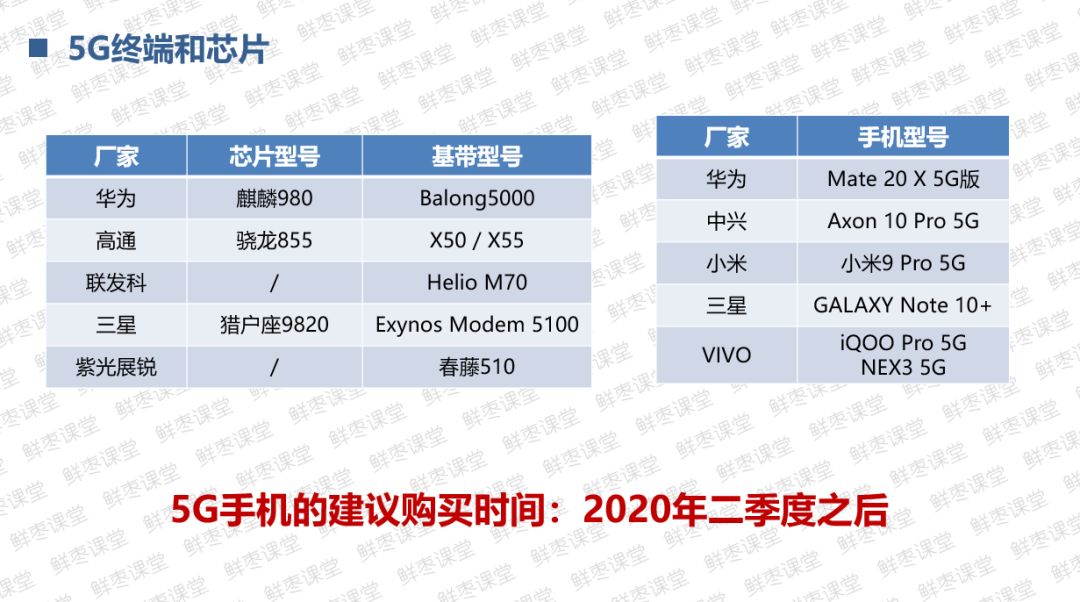 5G终端和芯片
厂家 芯片型号 基带型号
华为 麒麟980 Balong5000
高通 骁龙855 X50 / X55
联发科 / Helio M70
三星 猎户座9820 Exynos Modem 5100
紫光展锐 / 春藤510
厂家 手机型号
华为 Mate 20 X 5G版
中兴 Axon 10 Pro 5G
小米 小米9 Pro 5G
三星 GALAXY Note 10+
VIVO iQOO Pro 5G
NEX3 5G
5G手机的建议购买时间：2020年二季度之后
鲜枣课堂